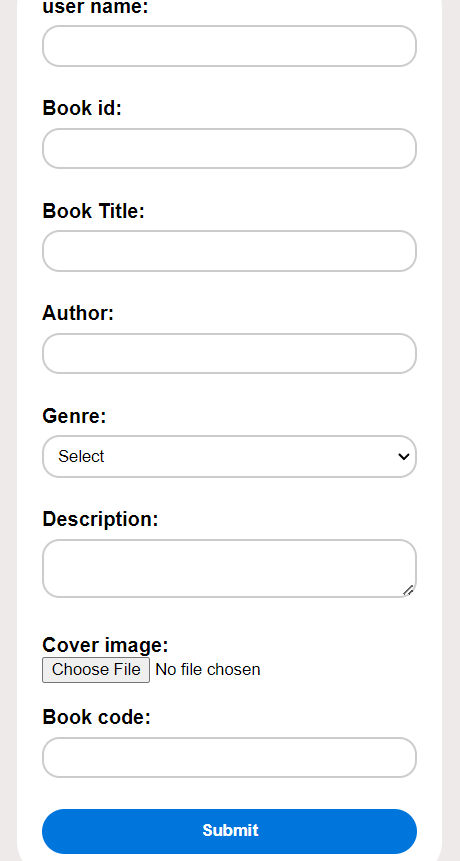 user name:
Book id:
Book Title:
Author:
Genre:
Select
Description:
Cover image:
Choose File No file chosen
Book code:
Submit